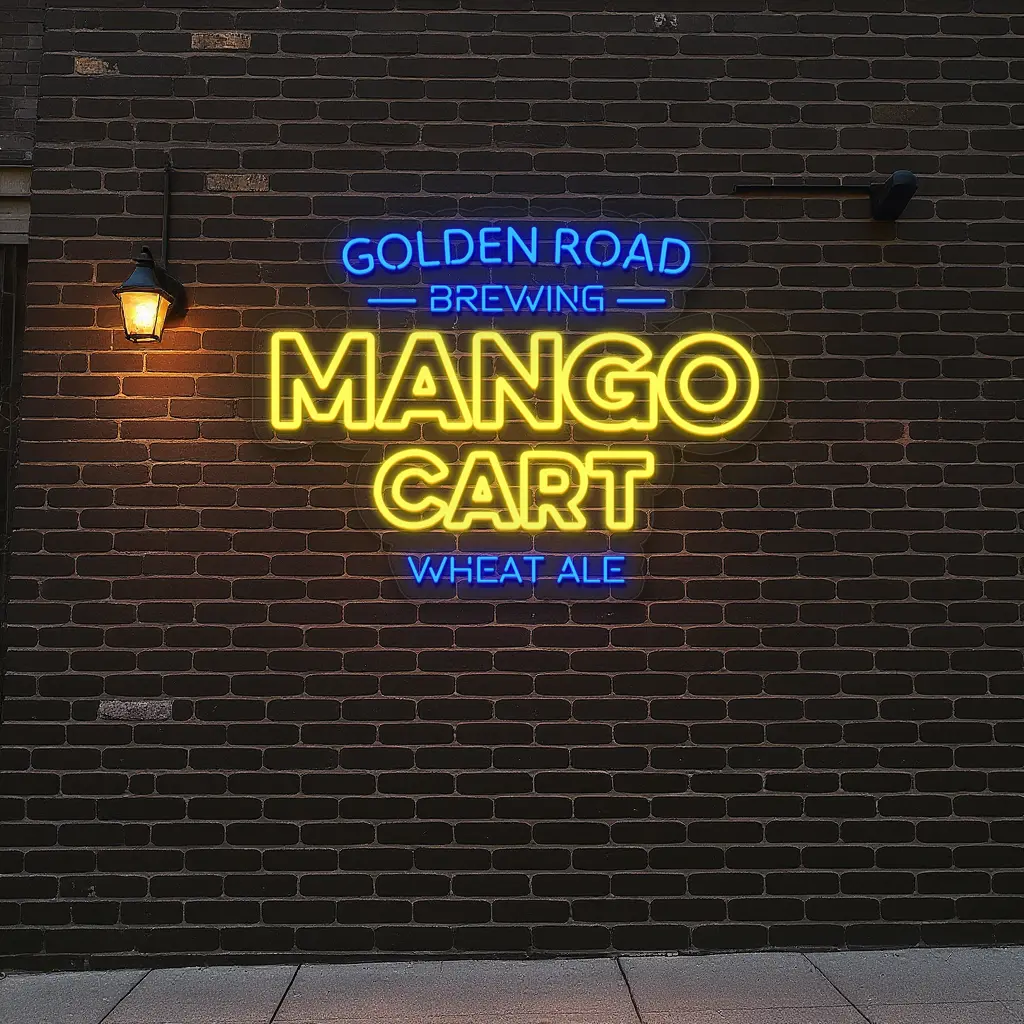 GOLDEN ROAD
BREWING
MANGO
CART
WHEAT ALE